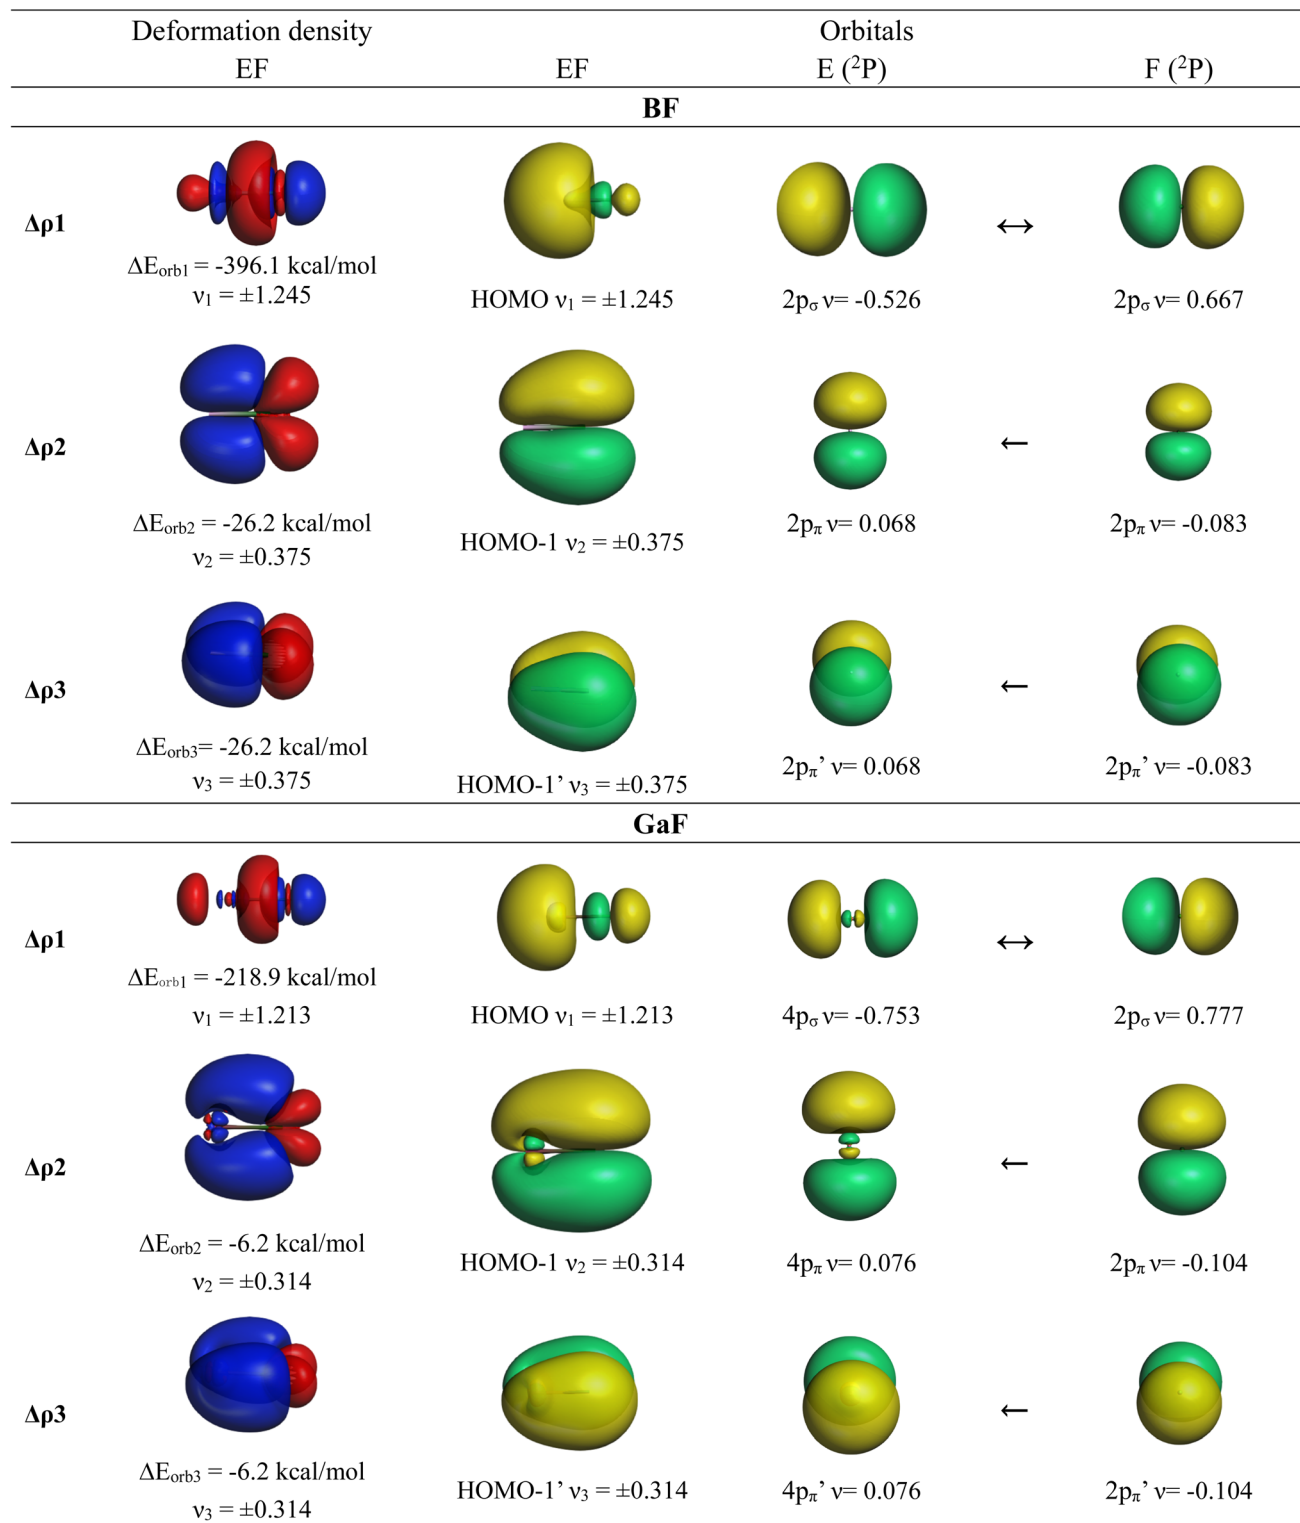 Deformation density Orbitals
EF EF E (²P) F (²P)
BF
Δρ1 ↔
ΔEorb1 = -396.1 kcal/mol
ν1 = ±1.245 HOMO ν1 = ±1.245 2pσ ν= -0.526 2pσ ν= 0.667
Δρ2 ←
ΔEorb2 = -26.2 kcal/mol 2pπ ν= 0.068 2pπ ν= -0.083
ν2 = ±0.375 HOMO-1 ν2 = ±0.375
Δρ3 ←
ΔEorb3= -26.2 kcal/mol 2pπ’ ν= 0.068 2pπ’ ν= -0.083
ν3 = ±0.375 HOMO-1’ ν3 = ±0.375
GaF
Δρ1 ↔
ΔEorb1 = -218.9 kcal/mol
ν1 = ±1.213 HOMO ν1 = ±1.213 4pσ ν= -0.753 2pσ ν= 0.777
Δρ2 ←
ΔEorb2 = -6.2 kcal/mol HOMO-1 ν2 = ±0.314 4pπ ν= 0.076 2pπ ν= -0.104
ν2 = ±0.314
Δρ3 ←
ΔEorb3 = -6.2 kcal/mol HOMO-1’ ν3 = ±0.314 4pπ’ ν= 0.076 2pπ’ ν= -0.104
ν3 = ±0.314